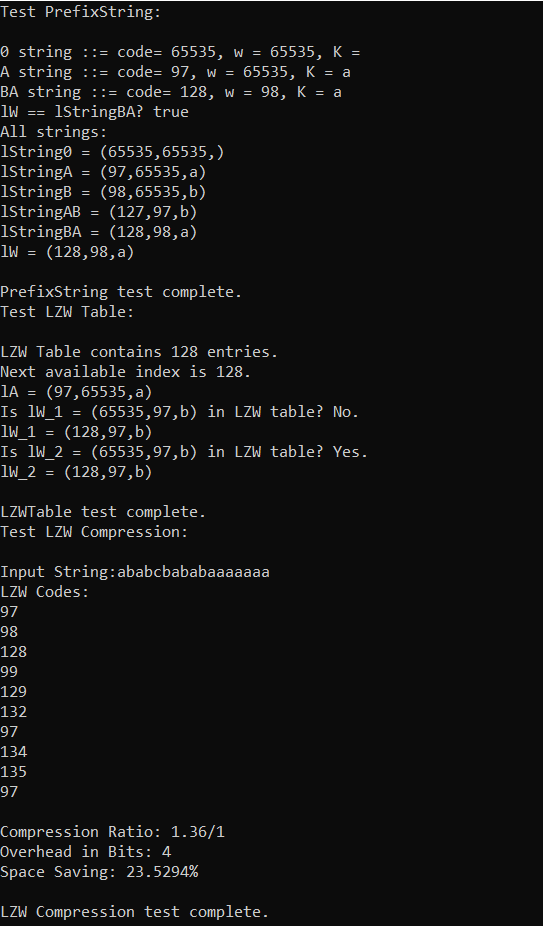 Test PrefixString:
0 string ::= code= 65535, w = 65535, K =
A string ::= code= 97, w = 65535, K = a
BA string ::= code= 128, w = 98, K = a
lW == lStringBA? true
All strings:
lString0 = (65535,65535,)
lStringA = (97,65535,a)
lStringB = (98,65535,b)
lStringAB = (127,97,b)
lStringBA = (128,98,a)
lW = (128,98,a)
PrefixString test complete.
Test LZW Table:
LZW Table contains 128 entries.
Next available index is 128.
lA = (97,65535,a)
Is lW_1 = (65535,97,b) in LZW table? No.
lW_1 = (128,97,b)
Is lW_2 = (65535,97,b) in LZW table? Yes.
lW_2 = (128,97,b)
LZWTable test complete.
Test LZW Compression:
Input String:ababcbababaaaaaaa
LZW Codes:
97
98
128
99
129
132
97
134
135
97
Compression Ratio: 1.36/1
Overhead in Bits: 4
Space Saving: 23.5294%
LZW Compression test complete.